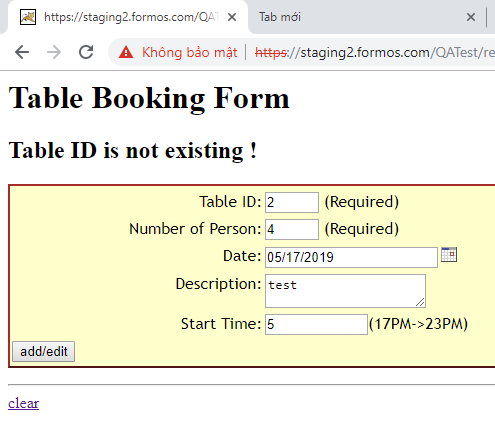 https://staging2.formos.com/QA
Tab mới
Không bảo mật
https://staging2.formos.com/QATest/re
Table Booking Form
Table ID is not existing !
Table ID: 2 (Required)
Number of Person: 4 (Required)
Date: 05/17/2019
Description: test
Start Time: 5 (17PM->23PM)
add/edit
clear